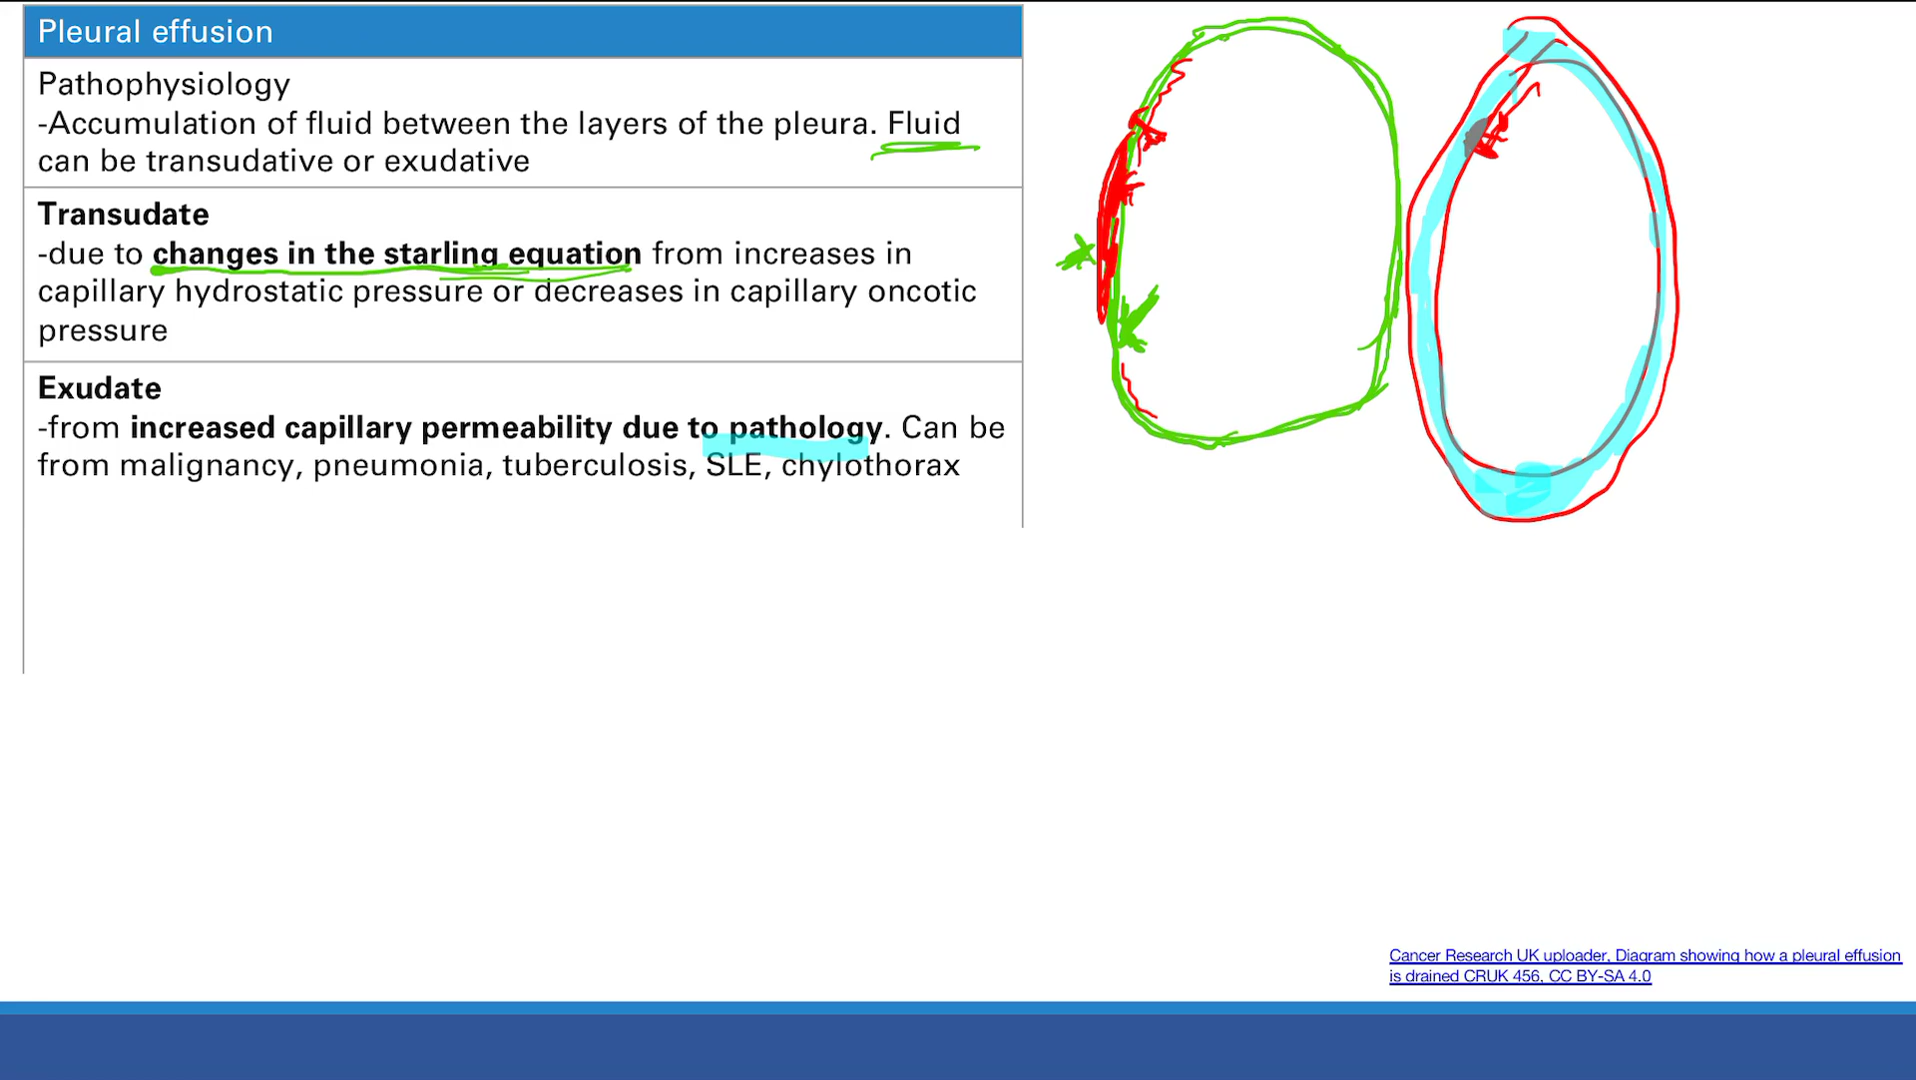 Pleural effusion
Pathophysiology
-Accumulation of fluid between the layers of the pleura. Fluid
can be transudative or exudative
Transudate
-due to changes in the starling equation from increases in
capillary hydrostatic pressure or decreases in capillary oncotic
pressure
Exudate
-from increased capillary permeability due to pathology. Can be
from malignancy, pneumonia, tuberculosis, SLE, chylothorax
Cancer Research UK uploader, Diagram showing how a pleural effusion
is drained CRUK 456, CC BY-SA 4.0